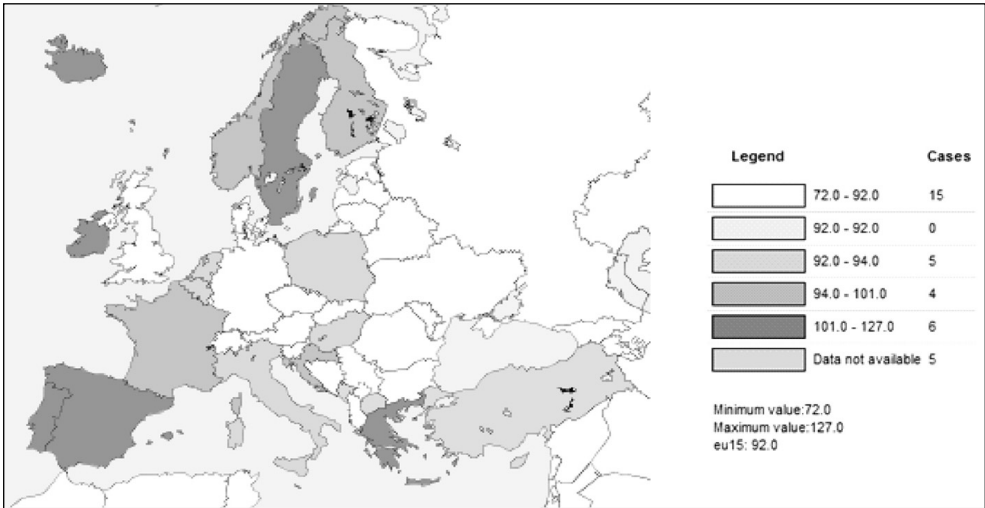 Legend Cases
72.0 - 92.0 15
92.0 - 92.0 0
92.0 - 94.0 5
94.0 - 101.0 4
101.0 - 127.0 6
Data not available 5
Minimum value:72.0
Maximum value:127.0
eu15: 92.0